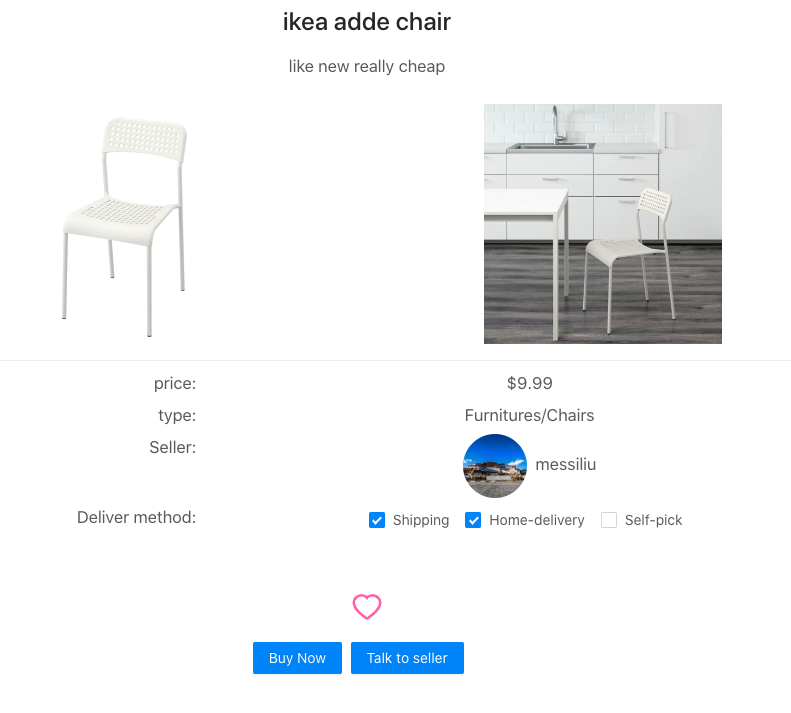 ikea adde chair
like new really cheap
price: $9.99
type: Furnitures/Chairs
Seller: messiliu
Deliver method: Shipping Home-delivery Self-pick
Buy Now Talk to seller